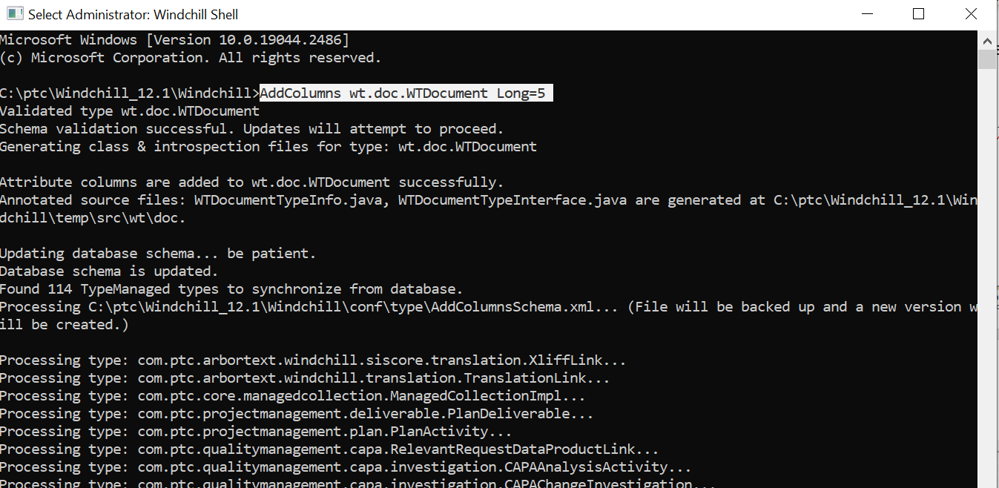 Select Administrator: Windchill Shell
Microsoft Windows [Version 10.0.19044.2486]
(c) Microsoft Corporation. All rights reserved.
C:\ptc\Windchill_12.1\Windchill>AddColumns wt.doc.WTDocument Long=5
Validated type wt.doc.WTDocument
Schema validation successful. Updates will attempt to proceed.
Generating class & introspection files for type: wt.doc.WTDocument
Attribute columns are added to wt.doc.WTDocument successfully.
Annotated source files: WTDocumentTypeInfo.java, WTDocumentTypeInterface.java are generated at C:\ptc\Windchill_12.1\Win
dchill\temp\src\wt\doc.
Updating database schema... be patient.
Database schema is updated.
Found 114 TypeManaged types to synchronize from database.
Processing C:\ptc\Windchill_12.1\Windchill\conf\type\AddColumnsSchema.xml... (File will be backed up and a new version w
ill be created.)
Processing type: com.ptc.arbortext.windchill.siscore.translation.XliffLink...
Processing type: com.ptc.arbortext.windchill.translation.TranslationLink...
Processing type: com.ptc.core.managedcollection.ManagedCollectionImpl...
Processing type: com.ptc.projectmanagement.deliverable.PlanDeliverable...
Processing type: com.ptc.projectmanagement.plan.PlanActivity...
Processing type: com.ptc.qualitymanagement.capa.RelevantRequestDataProductLink...
Processing type: com.ptc.qualitymanagement.capa.investigation.CAPAAnalysisActivity...
Processing type: com.ptc.qualitymanagement.capa.investigation.CAPAChangeInvestigation...